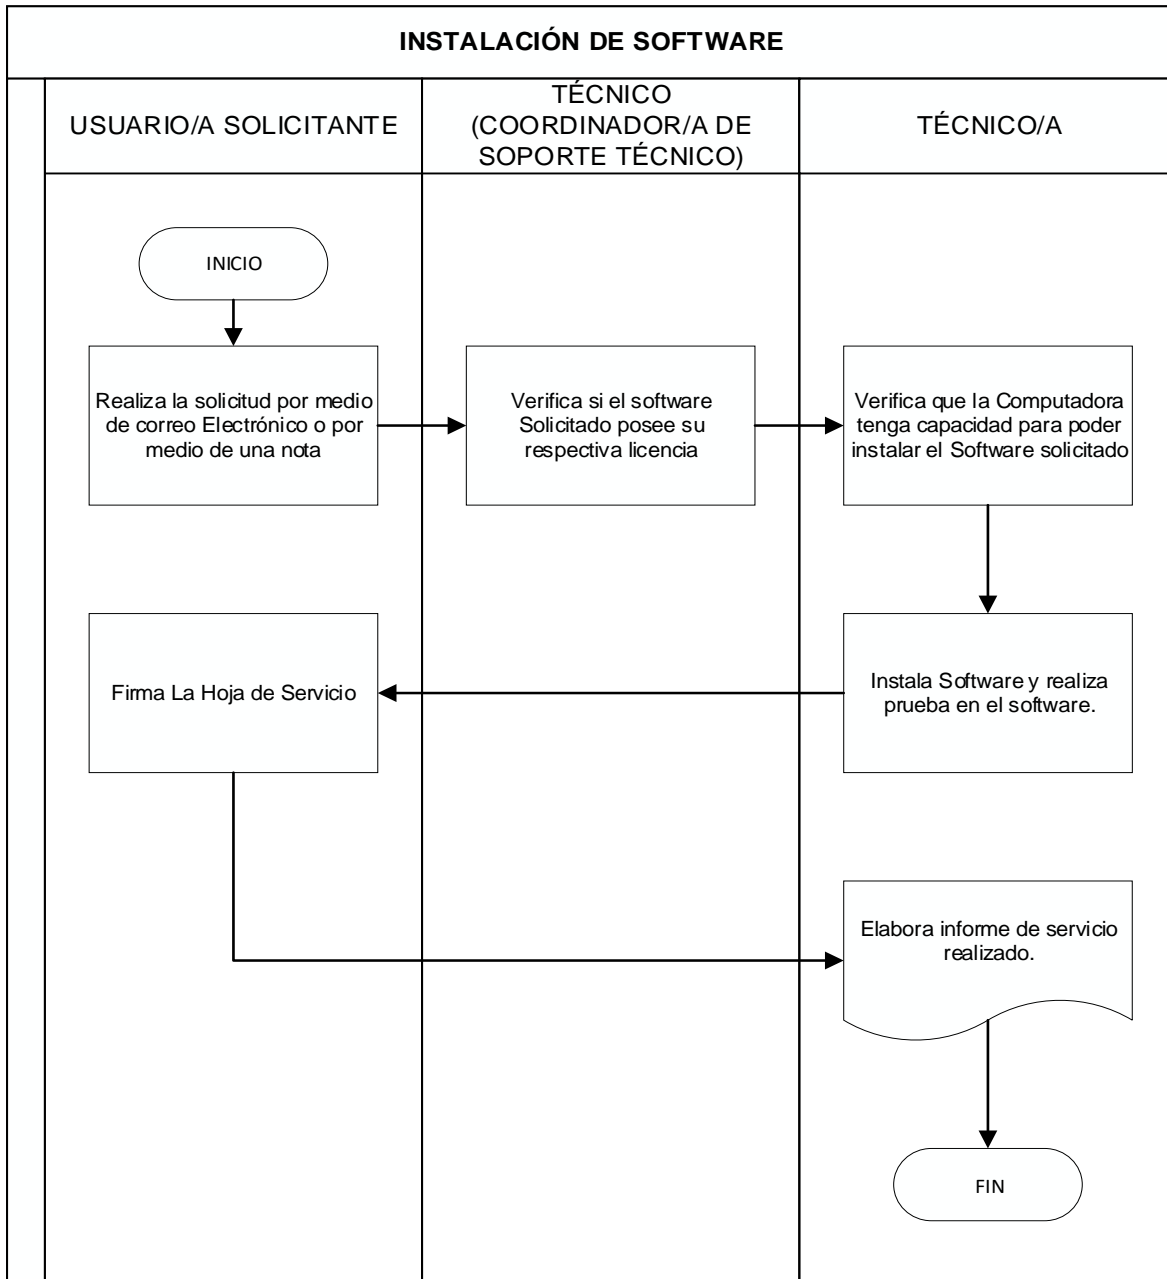 INSTALACIÓN DE SOFTWARE
USUARIO/A SOLICITANTE
TÉCNICO
(COORDINADOR/A DE
SOPORTE TÉCNICO)
TÉCNICO/A
INICIO
Realiza la solicitud por medio
de correo Electrónico o por
medio de una nota
Verifica si el software
Solicitado posee su
respectiva licencia
Verifica que la Computadora
tenga capacidad para poder
instalar el Software solicitado
Instala Software y realiza
prueba en el software.
Firma La Hoja de Servicio
Elabora informe de servicio
realizado.
FIN